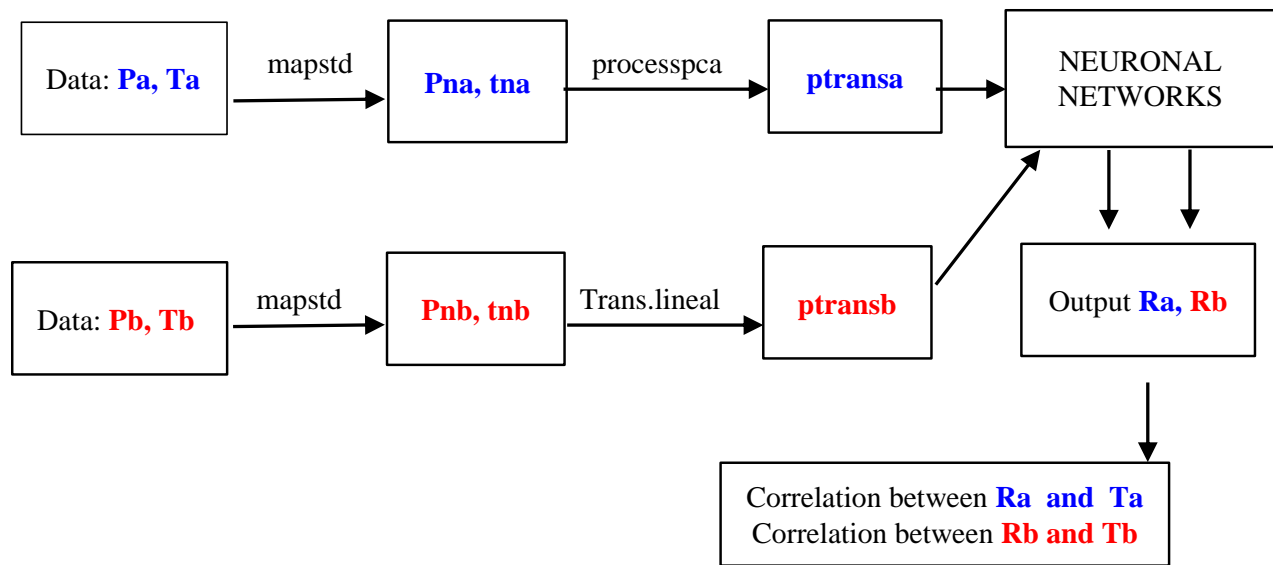 Data: Pa, Ta
mapstd
Pna, tna
processpca
ptransa
NEURONAL
NETWORKS
Data: Pb, Tb
mapstd
Pnb, tnb
Trans.lineal
ptransb
Output Ra, Rb
Correlation between Ra and Ta
Correlation between Rb and Tb